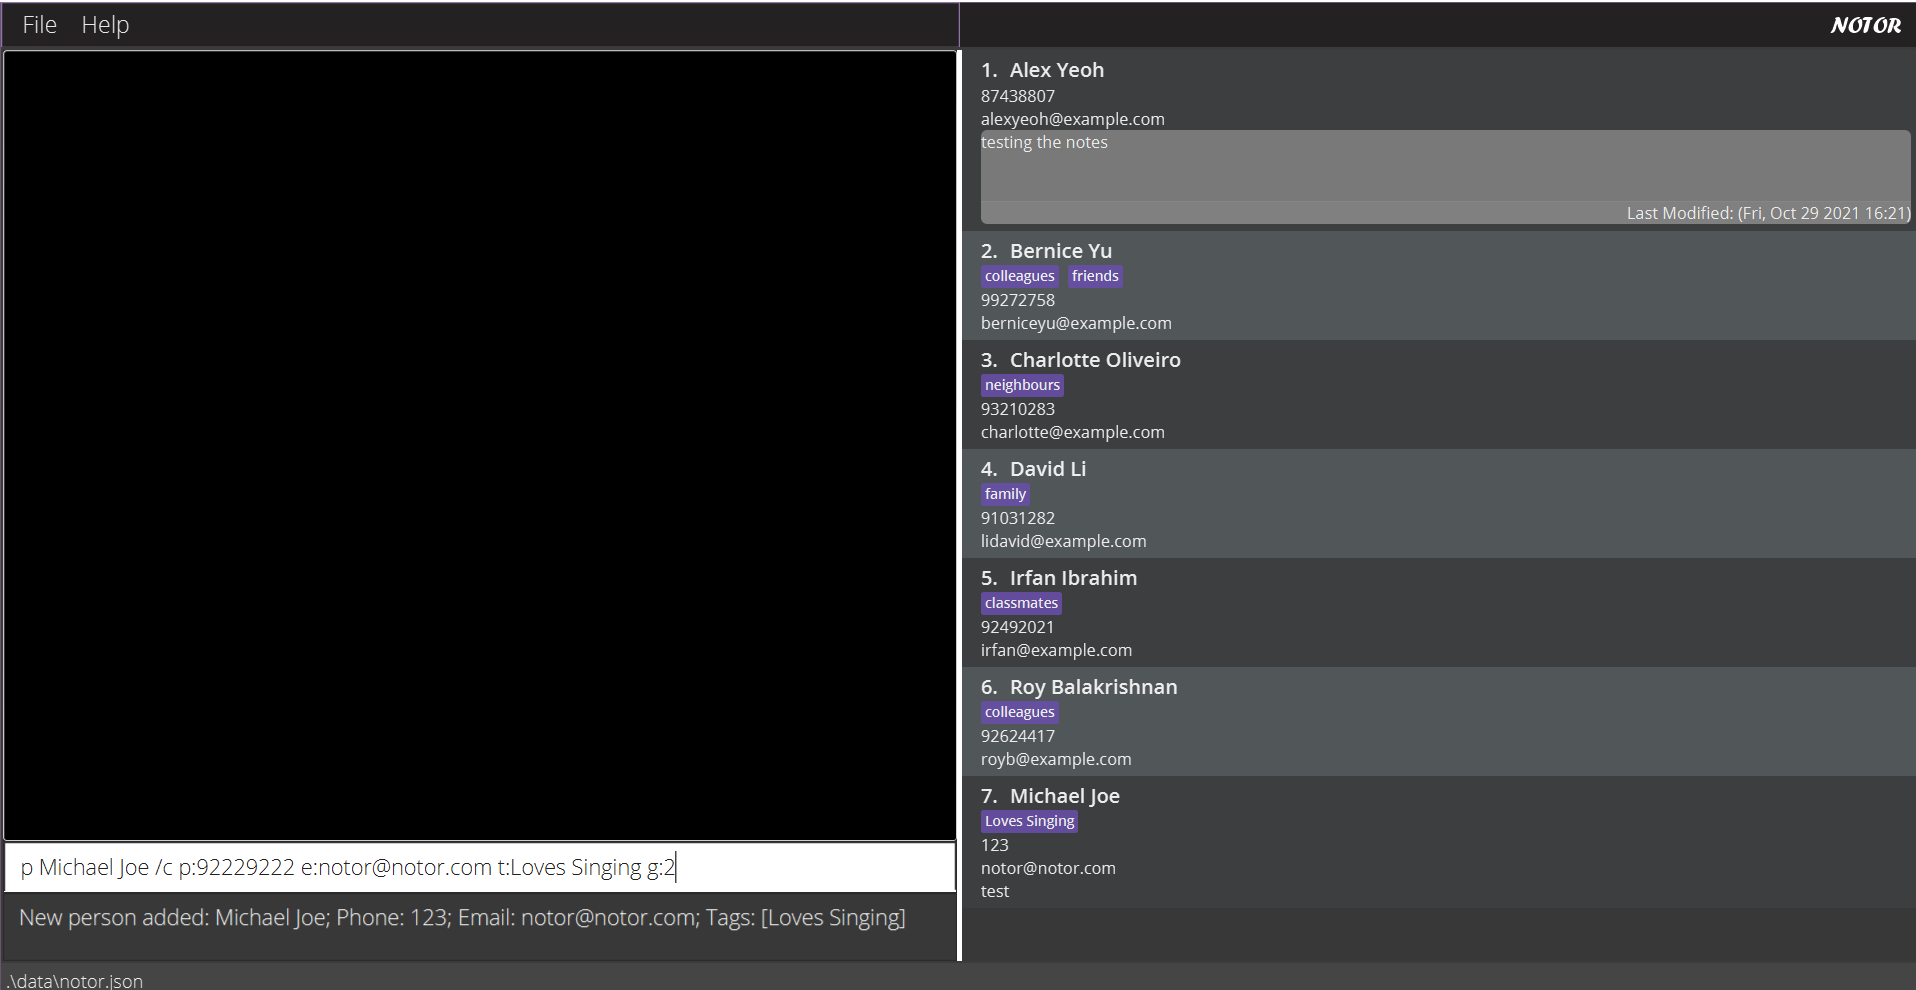 File Help
NOTOR
p Michael Joe /c p:92229222 e:notor@notor.com t:Loves Singing g:2
New person added: Michael Joe; Phone: 123; Email: notor@notor.com; Tags: [Loves Singing]
1. Alex Yeoh
87438807
alexyeoh@example.com
testing the notes
Last Modified: (Fri, Oct 29 2021 16:21)
2. Bernice Yu
colleagues friends
99272758
berniceyu@example.com
3. Charlotte Oliveiro
neighbours
93210283
charlotte@example.com
4. David Li
family
91031282
lidavid@example.com
5. Irfan Ibrahim
classmates
92492021
irfan@example.com
6. Roy Balakrishnan
colleagues
92624417
royb@example.com
7. Michael Joe
Loves Singing
123
notor@notor.com
test
.\data\notor.json